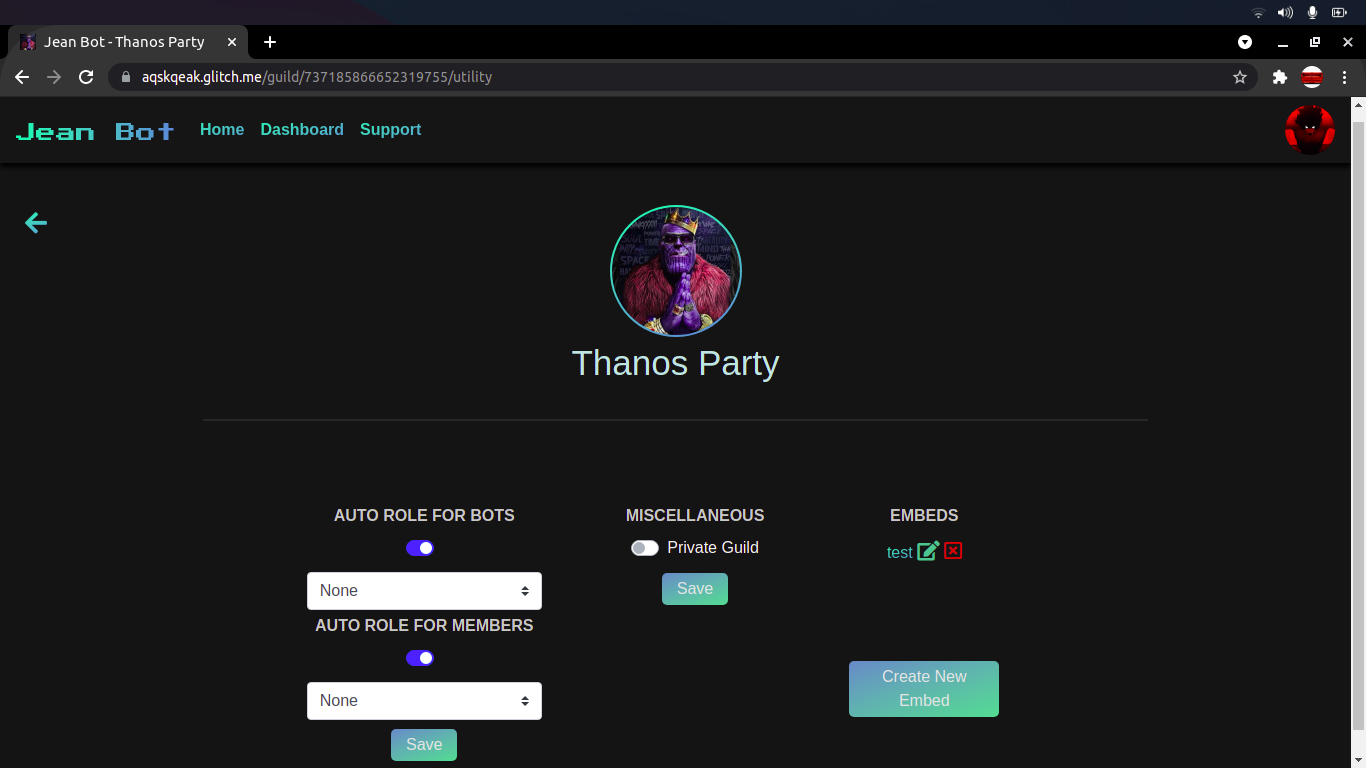 Jean Bot - Thanos Party
aqskqeak.glitch.me/guild/737185866652319755/utility
Jean Bot
Home
Dashboard
Support
SPACE
Thanos Party
AUTO ROLE FOR BOTS
None
AUTO ROLE FOR MEMBERS
None
Save
MISCELLANEOUS
Private Guild
Save
EMBEDS
test
Create New
Embed